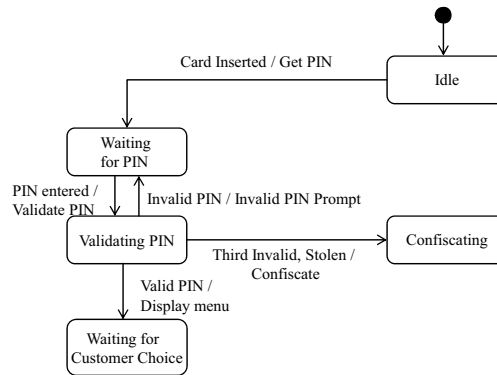 Card Inserted / Get PIN
Idle
Waiting
for PIN
PIN entered /
Validate PIN
Invalid PIN / Invalid PIN Prompt
Validating PIN
Third Invalid, Stolen /
Confiscate
Confiscating
Valid PIN /
Display menu
Waiting for
Customer Choice